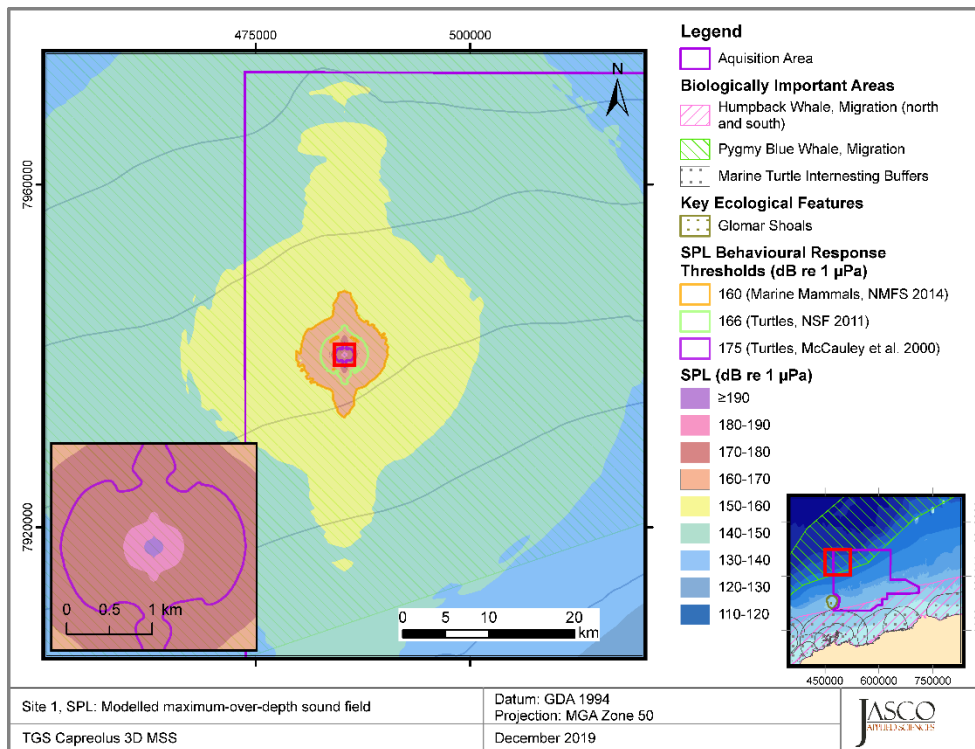 475000 500000
N
7960000
7920000
0 0.5 1 km
0 5 10 20
km
Legend
Aquisition Area
Biologically Important Areas
Humpback Whale, Migration (north
and south)
Pygmy Blue Whale, Migration
Marine Turtle Internesting Buffers
Key Ecological Features
Glomar Shoals
SPL Behavioural Response
Thresholds (dB re 1 µPa)
160 (Marine Mammals, NMFS 2014)
166 (Turtles, NSF 2011)
175 (Turtles, McCauley et al. 2000)
SPL (dB re 1 µPa)
≥190
180-190
170-180
160-170
150-160
140-150
130-140
120-130
110-120
450000 600000 750000
Site 1, SPL: Modelled maximum-over-depth sound field
Datum: GDA 1994
Projection: MGA Zone 50
TGS Capreolus 3D MSS
December 2019
JASCO
APPLIED SCIENCES